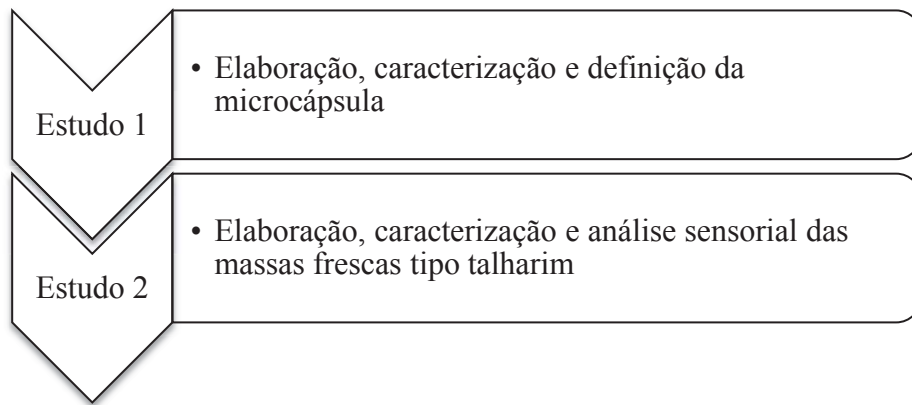 Estudo 1
• Elaboração, caracterização e definição da
microcápsula
Estudo 2
• Elaboração, caracterização e análise sensorial das
massas frescas tipo talharim